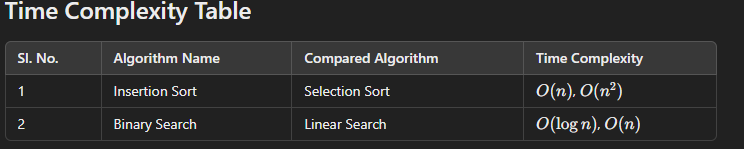 Time Complexity Table
Sl. No. Algorithm Name Compared Algorithm Time Complexity
1 Insertion Sort Selection Sort O(n), O(n²)
2 Binary Search Linear Search O(log n), O(n)